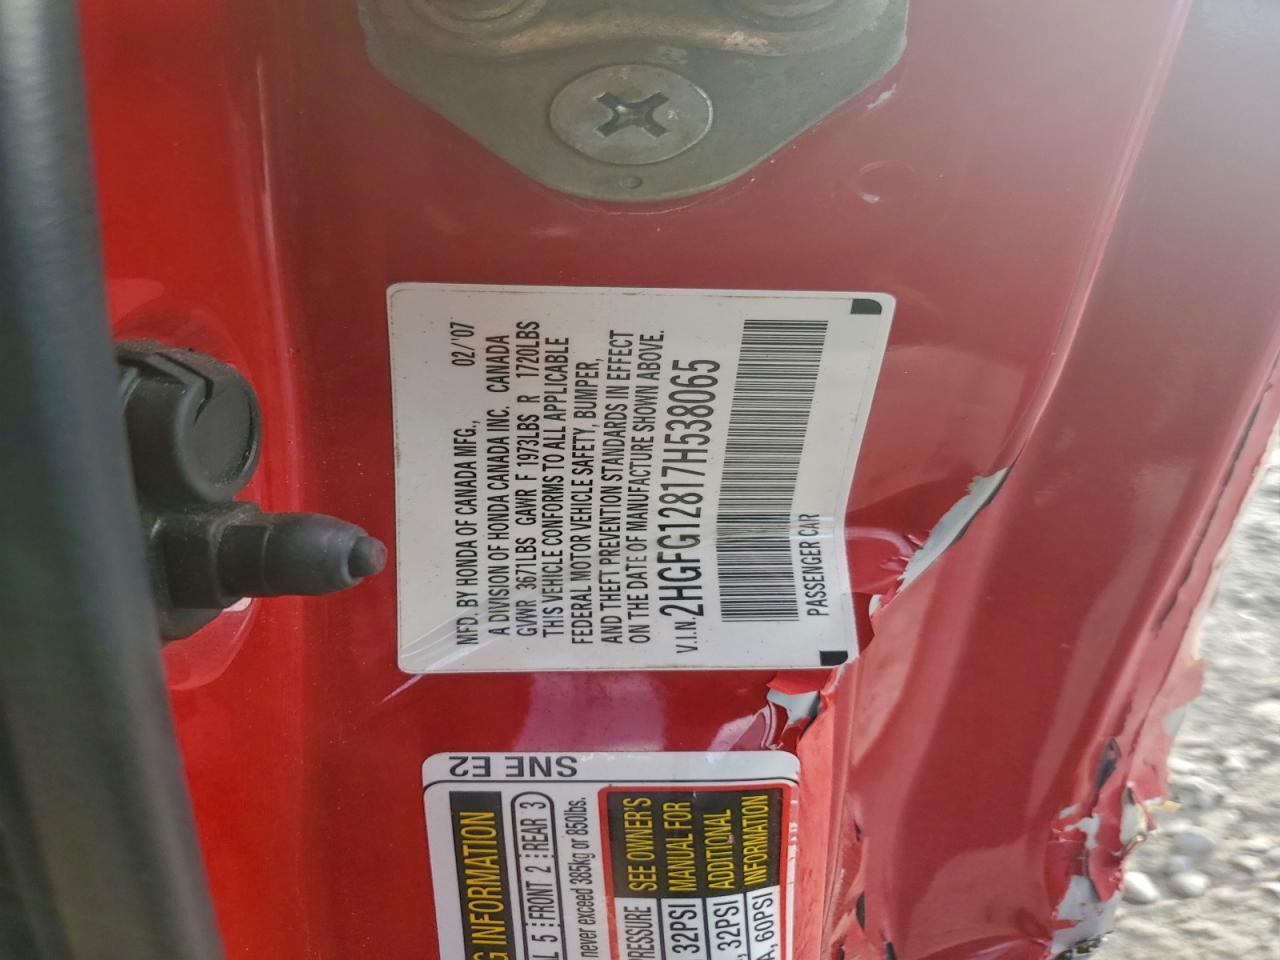 MFD. BY HONDA OF CANADA MFG., 02/'07
A DIVISION OF HONDA CANADA INC. CANADA
GVWR 3671LBS GAWR F 1973LBS R 1720LBS
THIS VEHICLE CONFORMS TO ALL APPLICABLE
FEDERAL MOTOR VEHICLE SAFETY, BUMPER,
AND THEFT PREVENTION STANDARDS IN EFFECT
ON THE DATE OF MANUFACTURE SHOWN ABOVE.
V.I.N. 2HGFG12817H538065
PASSENGER CAR
SNE E2
G INFORMATION
L 5 FRONT 2 REAR 3
never exceed 385kg or 850lbs.
PRESSURE SEE OWNER'S
32PSI MANUAL FOR
, 32PSI ADDITIONAL
A, 60PSI INFORMATION